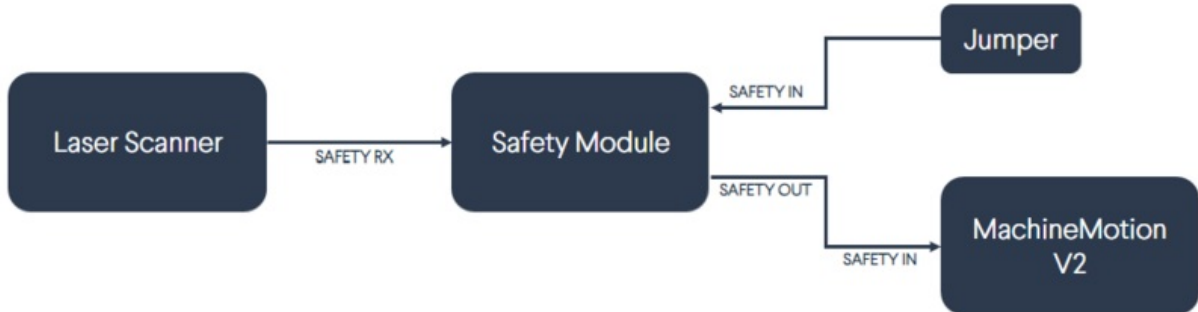 Jumper
SAFETY IN
Laser Scanner
SAFETY RX
Safety Module
SAFETY OUT
SAFETY IN
MachineMotion
V2